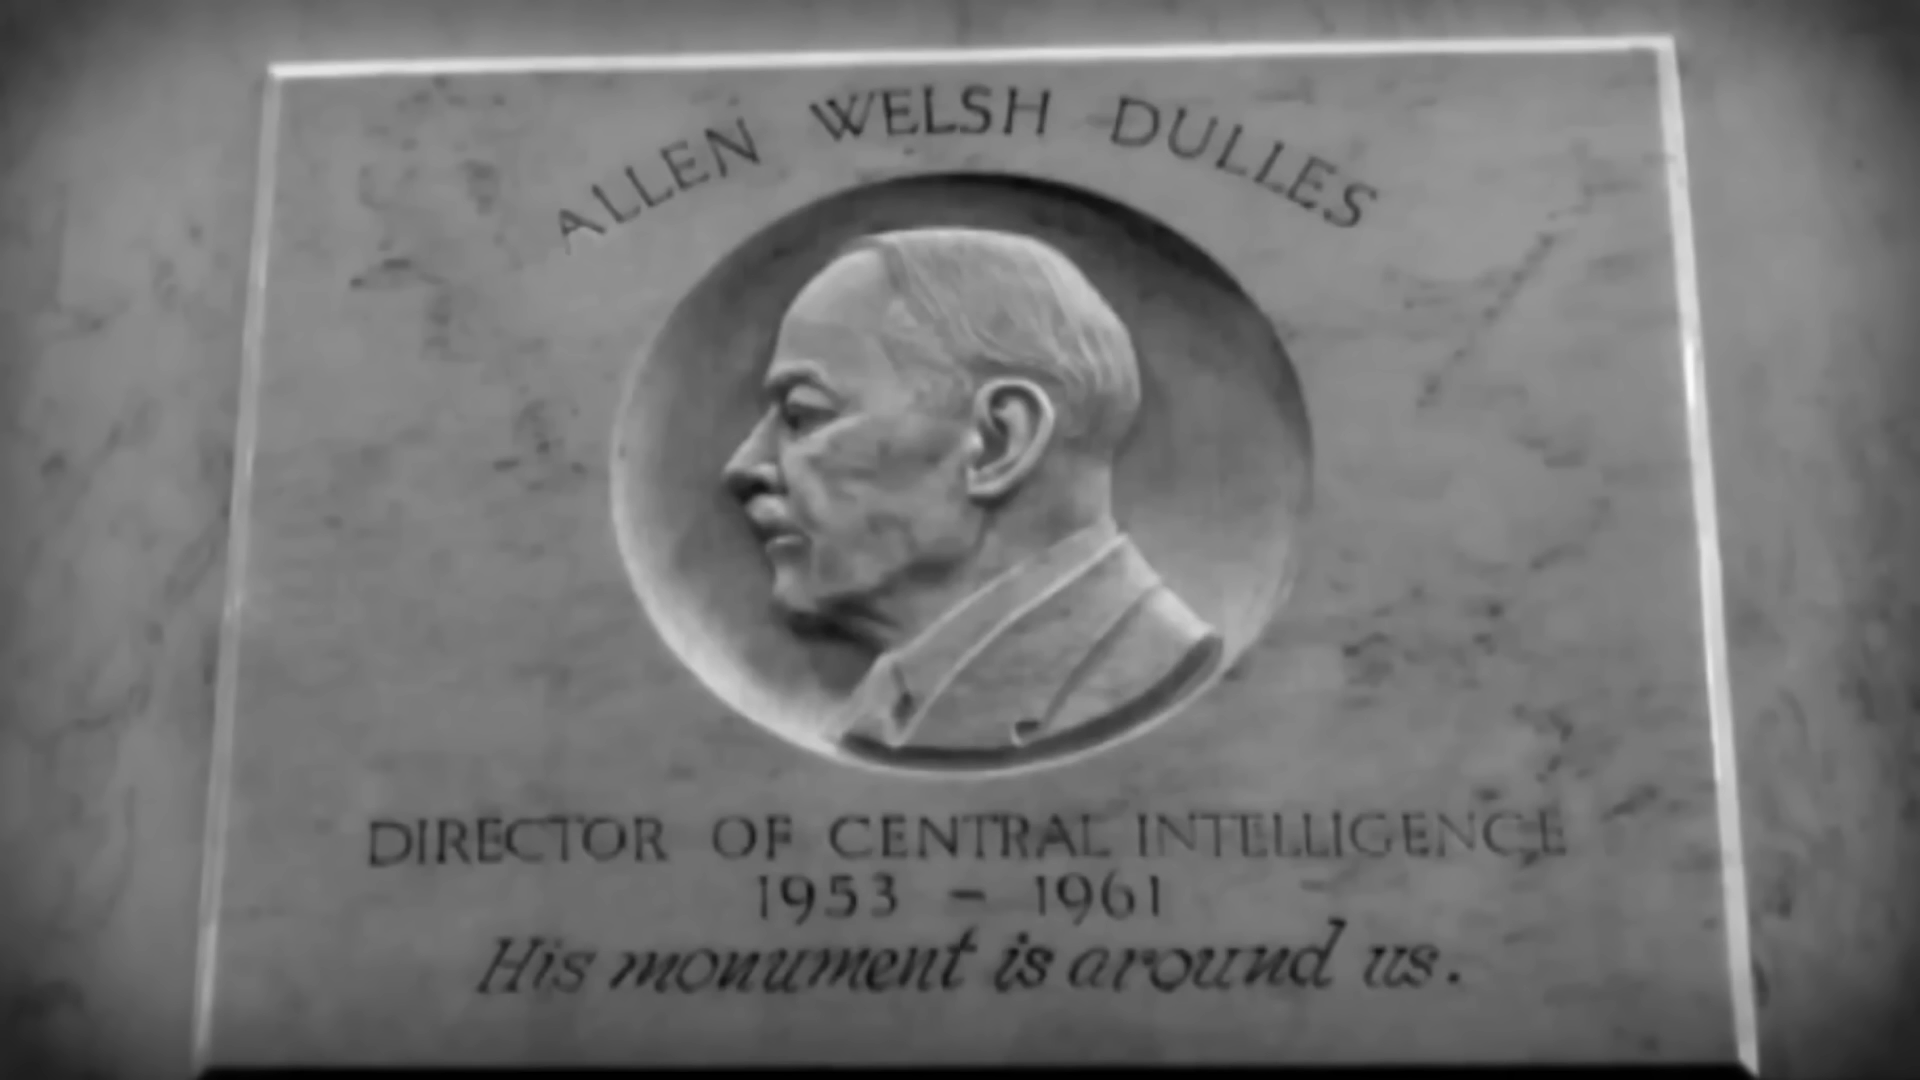 ALLEN WELSH DULLES
DIRECTOR OF CENTRAL INTELLIGENCE
1953 - 1961
His monument is around us.